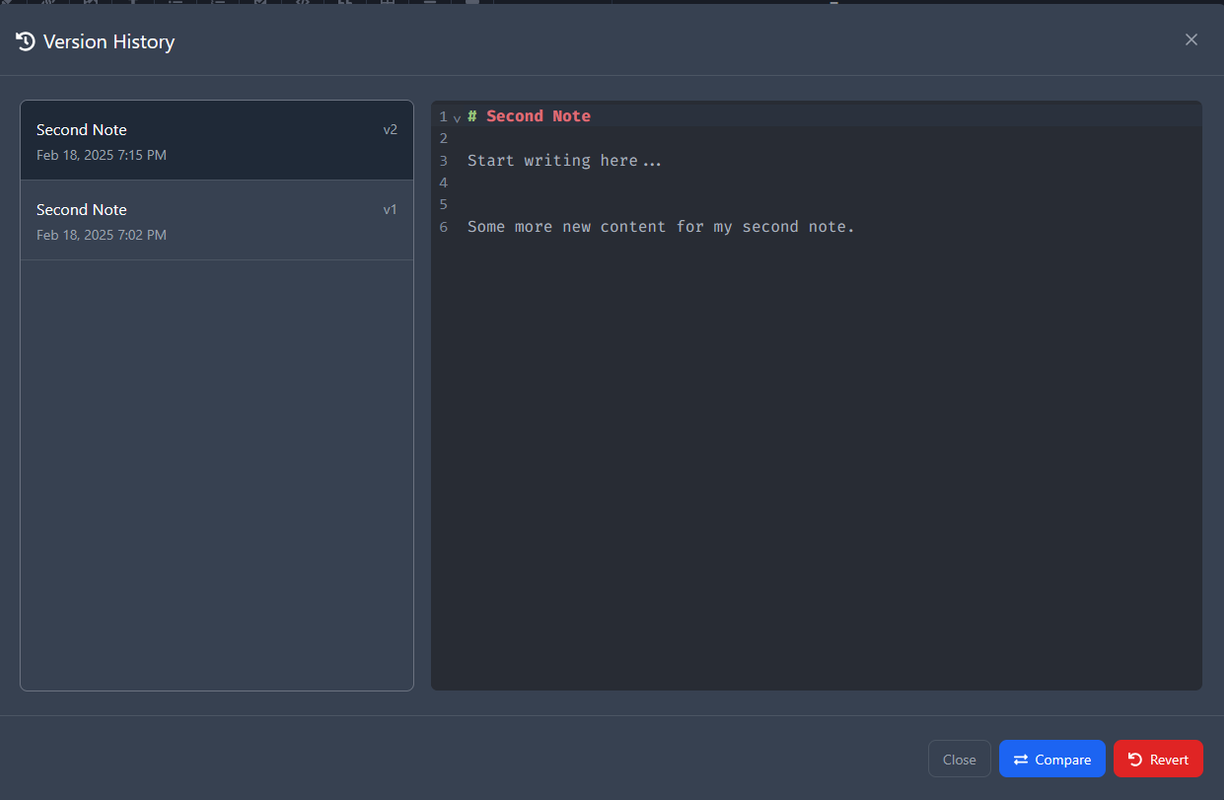 Version History
Second Note v2
Feb 18, 2025 7:15 PM
Second Note v1
Feb 18, 2025 7:02 PM
1 # Second Note
2
3 Start writing here...
4
5
6 Some more new content for my second note.
Close Compare Revert